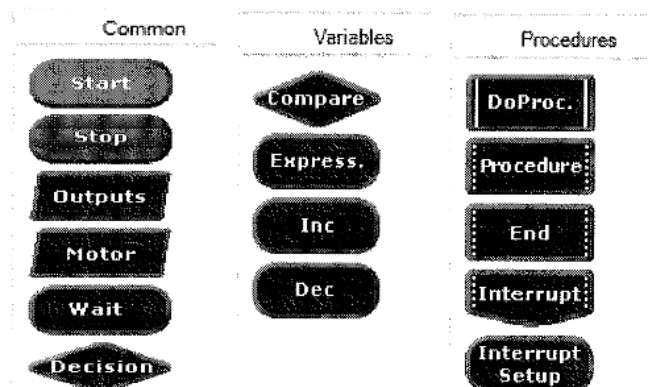 Common
Start
Stop
Outputs
Motor
Wait
Decision
Variables
Compare
Express.
Inc
Dec
Procedures
DoProc.
Procedure
End
Interrupt
Interrupt
Setup